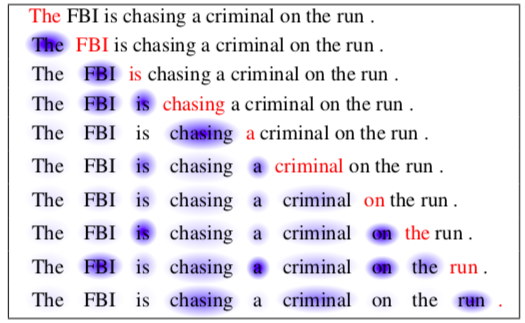 The FBI is chasing a criminal on the run .
The FBI is chasing a criminal on the run .
The FBI is chasing a criminal on the run .
The FBI is chasing a criminal on the run .
The FBI is chasing a criminal on the run .
The FBI is chasing a criminal on the run .
The FBI is chasing a criminal on the run .
The FBI is chasing a criminal on the run .
The FBI is chasing a criminal on the run .
The FBI is chasing a criminal on the run .